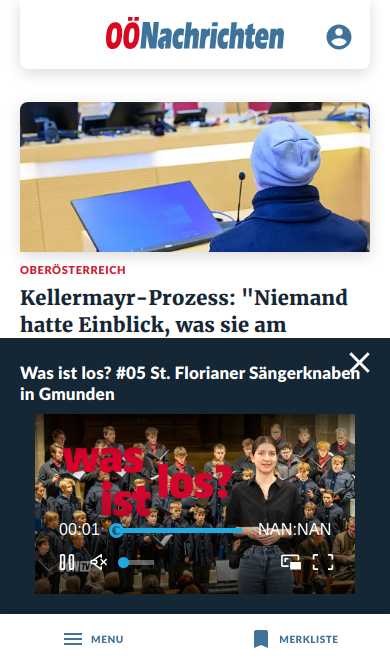 OÖNachrichten
OBERÖSTERREICH
Kellermayr-Prozess: "Niemand
hatte Einblick, was sie am
Was ist los? #05 St. Florianer Sängerknaben
in Gmunden
was
ist los?
00:01
NAN:NAN
MENU
MERKLISTE